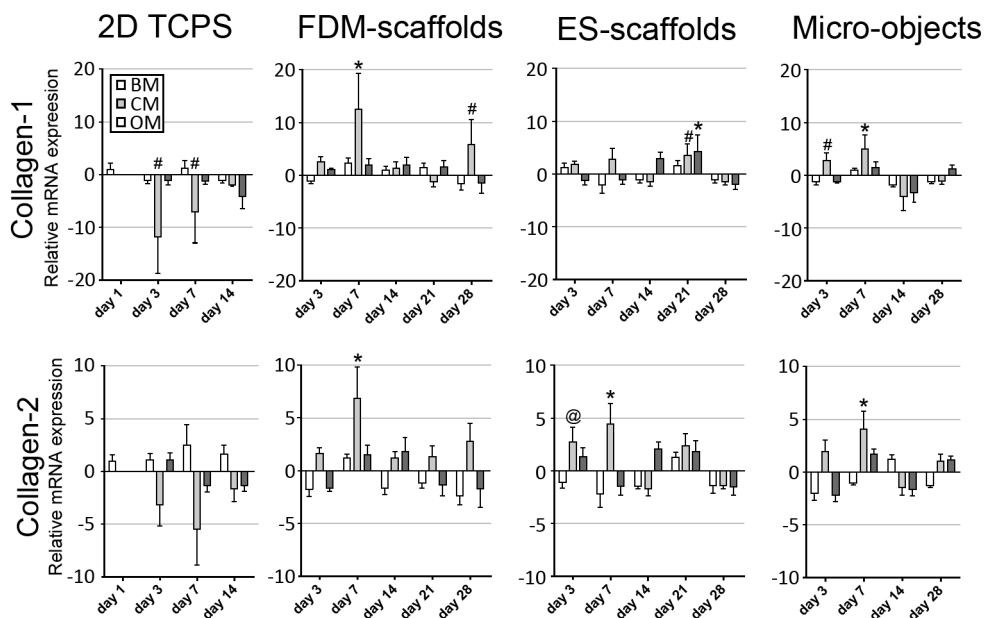 2D TCPS
FDM-scaffolds
ES-scaffolds
Micro-objects
Collagen-1
Relative mRNA expreesion
20
10
0
-10
-20
BM
CM
OM
#
#
day 1
day 3
day 7
day 14
20
10
0
-10
-20
*
#
day 3
day 7
day 14
day 21
day 28
20
10
0
-10
-20
#
*
day 3
day 7
day 14
day 21
day 28
20
10
0
-10
-20
#
*
day 3
day 7
day 14
day 28
Collagen-2
Relative mRNA expression
10
5
0
-5
-10
day 1
day 3
day 7
day 14
10
5
0
-5
-10
*
day 3
day 7
day 14
day 21
day 28
10
5
0
-5
-10
@
*
day 3
day 7
day 14
day 21
day 28
10
5
0
-5
-10
*
day 3
day 7
day 14
day 28